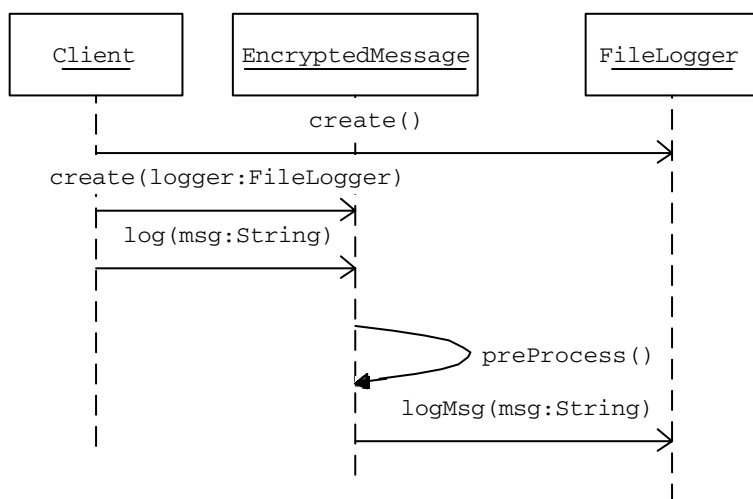 Client
EncryptedMessage
FileLogger
create()
create(logger:FileLogger)
log(msg:String)
preProcess()
logMsg(msg:String)